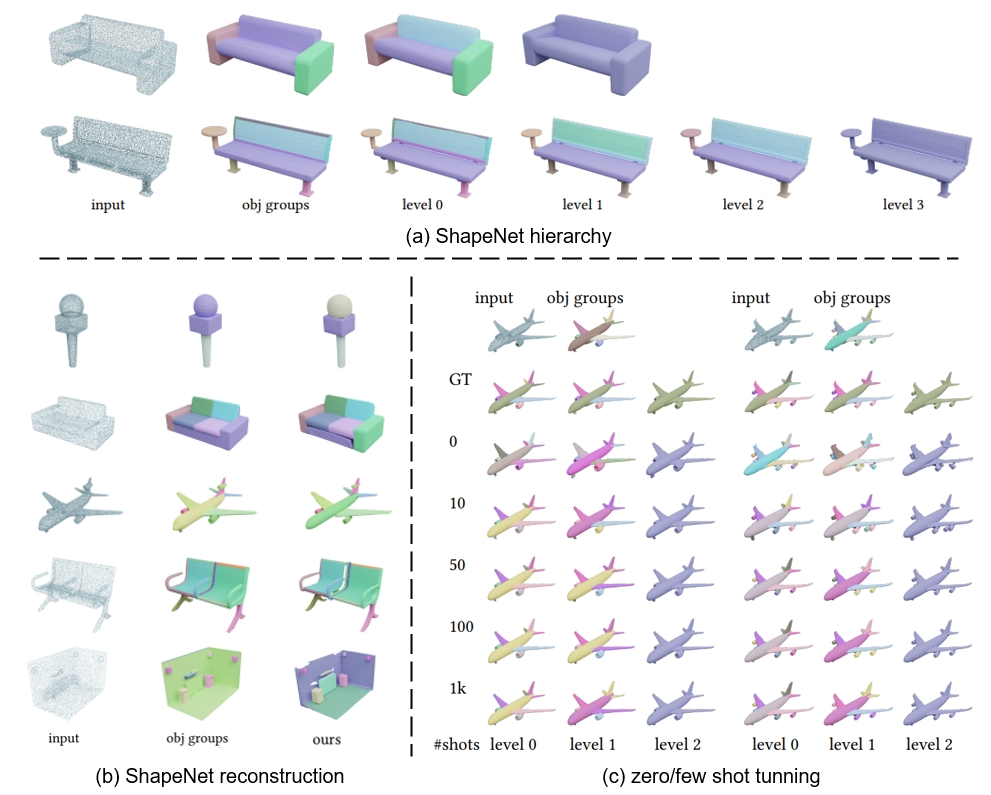 input obj groups level 0 level 1 level 2 level 3
(a) ShapeNet hierarchy
input obj groups ours
(b) ShapeNet reconstruction
input obj groups input obj groups
GT
0
10
50
100
1k
#shots level 0 level 1 level 2 level 0 level 1 level 2
(c) zero/few shot tunning